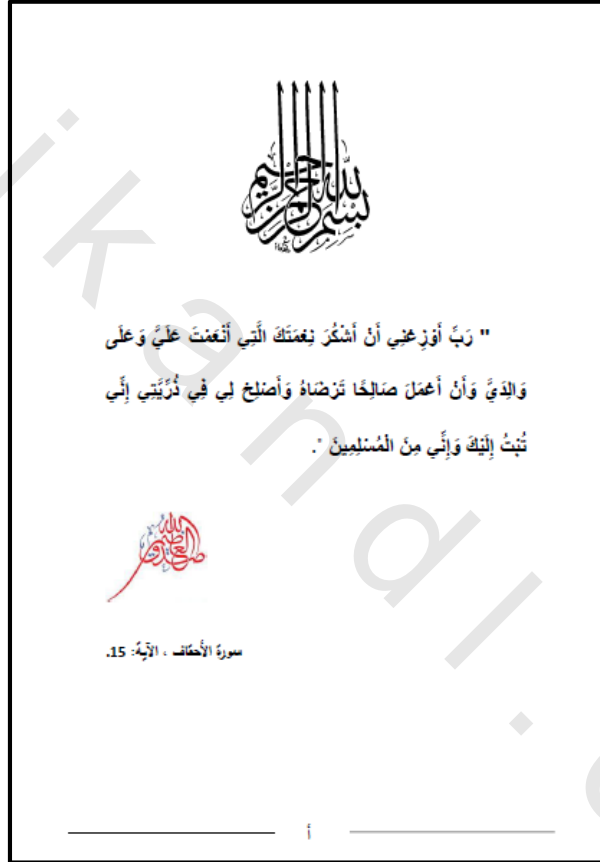 بسم الله الرحمن الرحيم
" رَبِّ أَوْزِعْنِي أَنْ أَشْكُرَ نِعْمَتَكَ الَّتِي أَنْعَمْتَ عَلَيَّ وَعَلَى
وَالِدَيَّ وَأَنْ أَعْمَلَ صَالِحًا تَرْضَاهُ وَأَصْلِحْ لِي فِي ذُرِّيَّتِي إِنِّي
تُبْتُ إِلَيْكَ وَإِنِّي مِنَ الْمُسْلِمِينَ ".
صدق الله العظيم
سورة الأحقاف ، الآية: 15.
أ
i k a n d l .